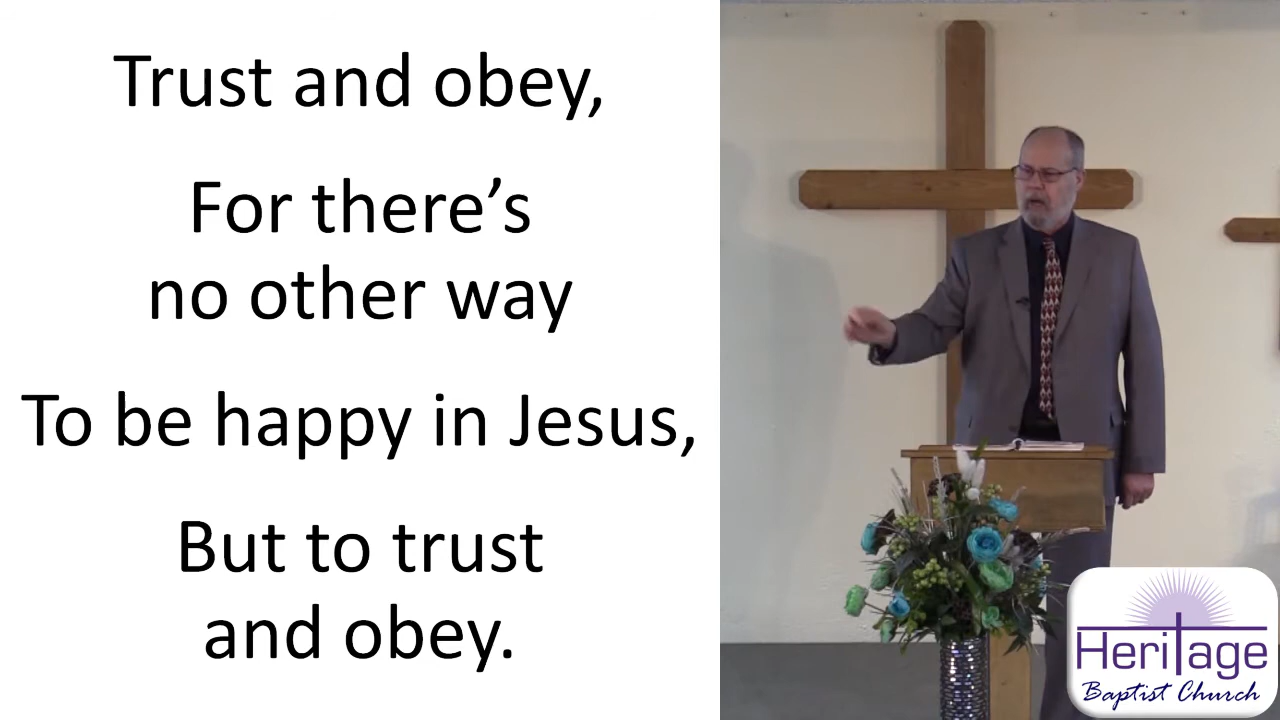 Trust and obey,
For there’s
no other way
To be happy in Jesus,
But to trust
and obey.
Heritage
Baptist Church